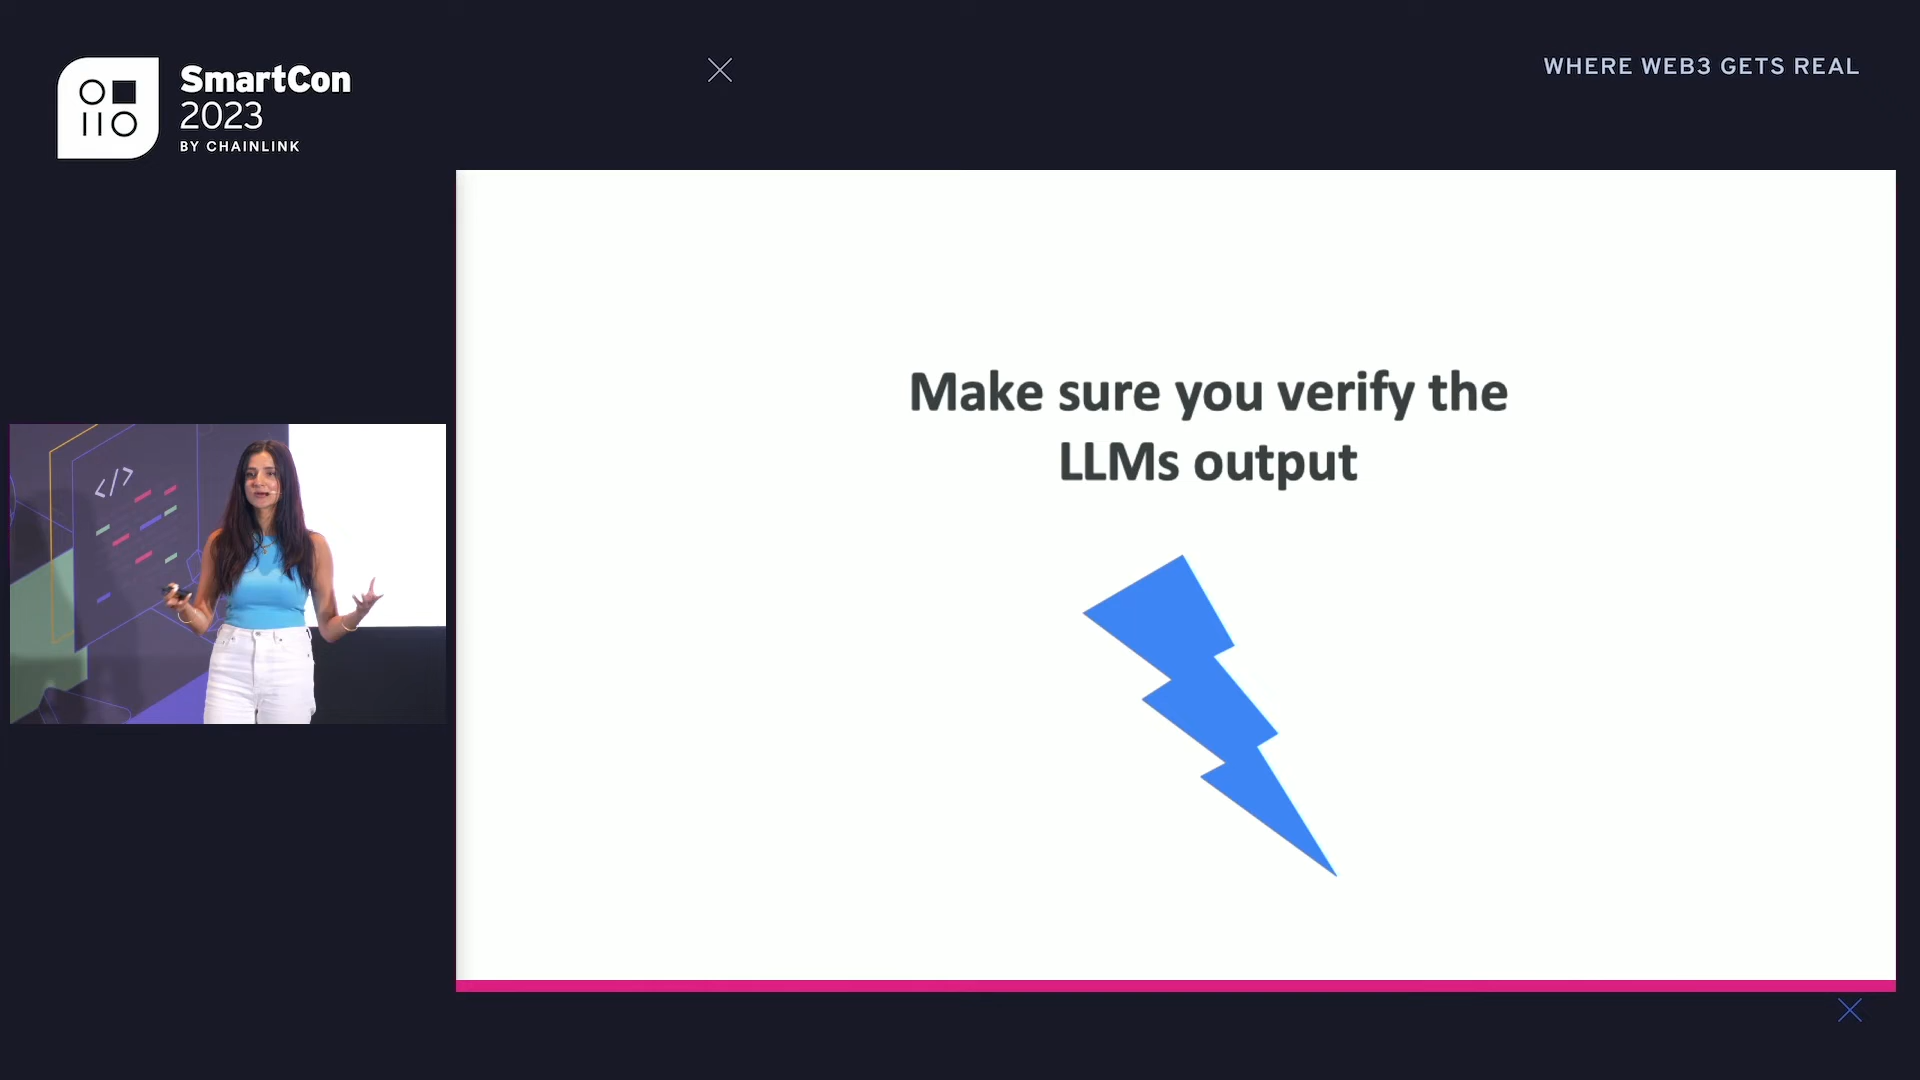 SmartCon
2023
BY CHAINLINK
WHERE WEB3 GETS REAL
Make sure you verify the
LLMs output
</>